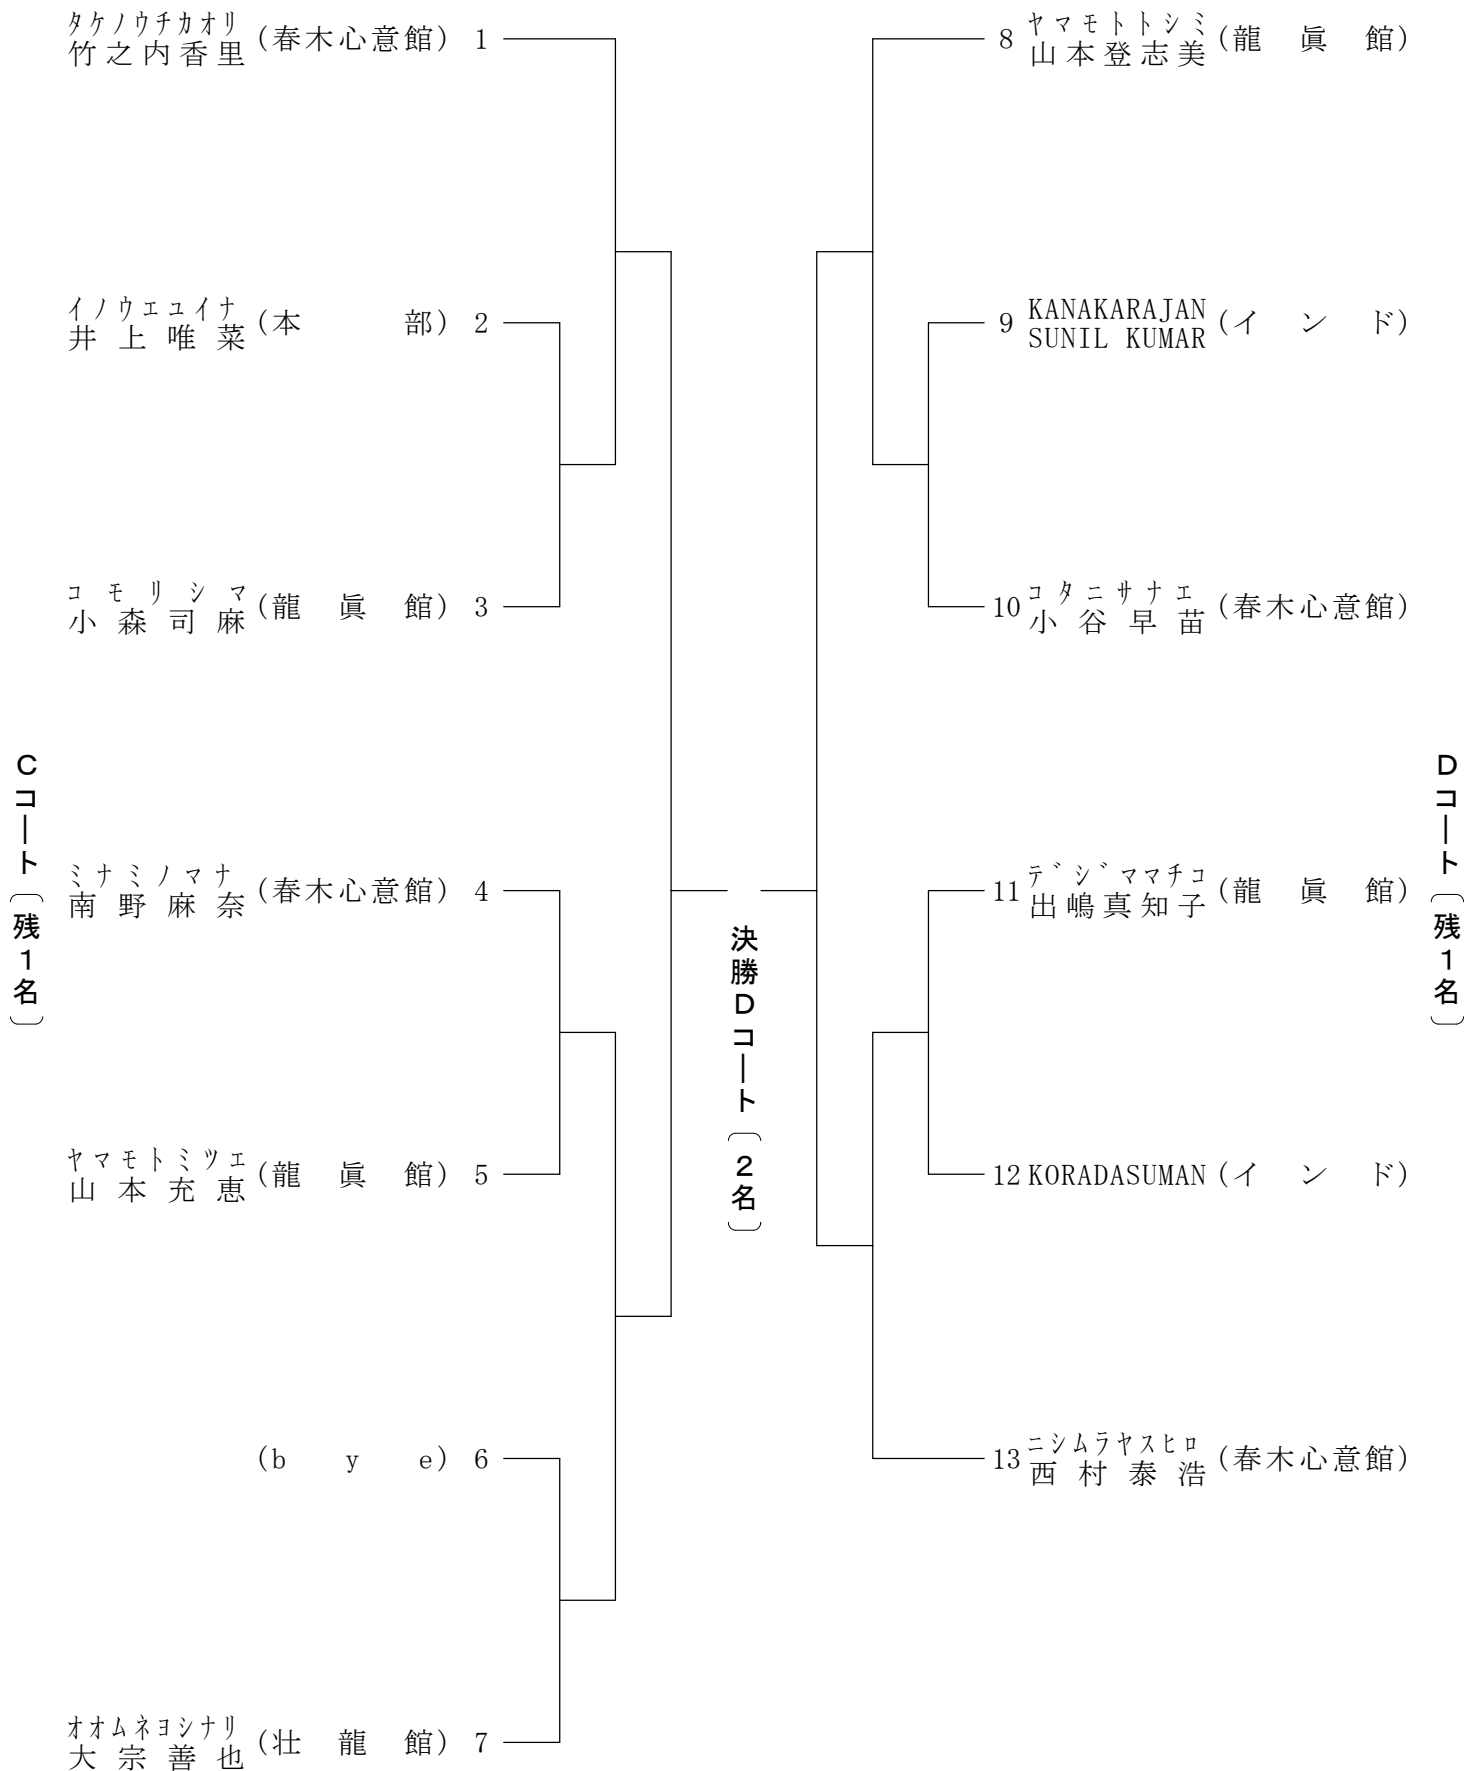 タケノウチカオリ
竹之内香里 (春木心意館) 1
イノウエユイナ
井上唯菜 (本部) 2
コモリシマ
小森司麻 (龍眞館) 3
ミナミノマナ
南野麻奈 (春木心意館) 4
ヤマモトミツエ
山本充恵 (龍眞館) 5
(bye) 6
オオムネヨシナリ
大宗善也 (壮龍館) 7
Cコート〔残1名〕
決勝Dコート〔2名〕
ヤマモトトシミ
8 山本登志美 (龍眞館)
KANAKARAJAN
9 SUNIL KUMAR (インド)
コタニサナエ
10 小谷早苗 (春木心意館)
デジママチコ
11 出嶋真知子 (龍眞館)
12 KORADASUMAN (インド)
ニシムラヤスヒロ
13 西村泰浩 (春木心意館)
Dコート〔残1名〕